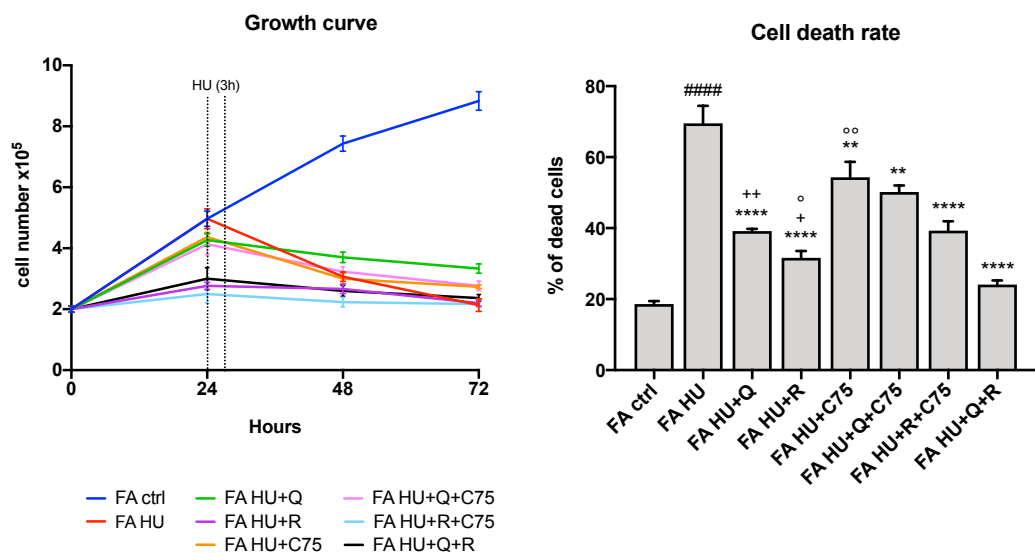 Growth curve
HU (3h)
10
8
6
4
2
0
cell number x10⁵
0 24 48 72
Hours
FA ctrl
FA HU
FA HU+Q
FA HU+R
FA HU+C75
FA HU+Q+C75
FA HU+R+C75
FA HU+Q+R
Cell death rate
80
60
40
20
0
% of dead cells
####
++
****
°
+
****
°°
**
**
****
****
FA ctrl
FA HU
FA HU+Q
FA HU+R
FA HU+C75
FA HU+Q+C75
FA HU+R+C75
FA HU+Q+R